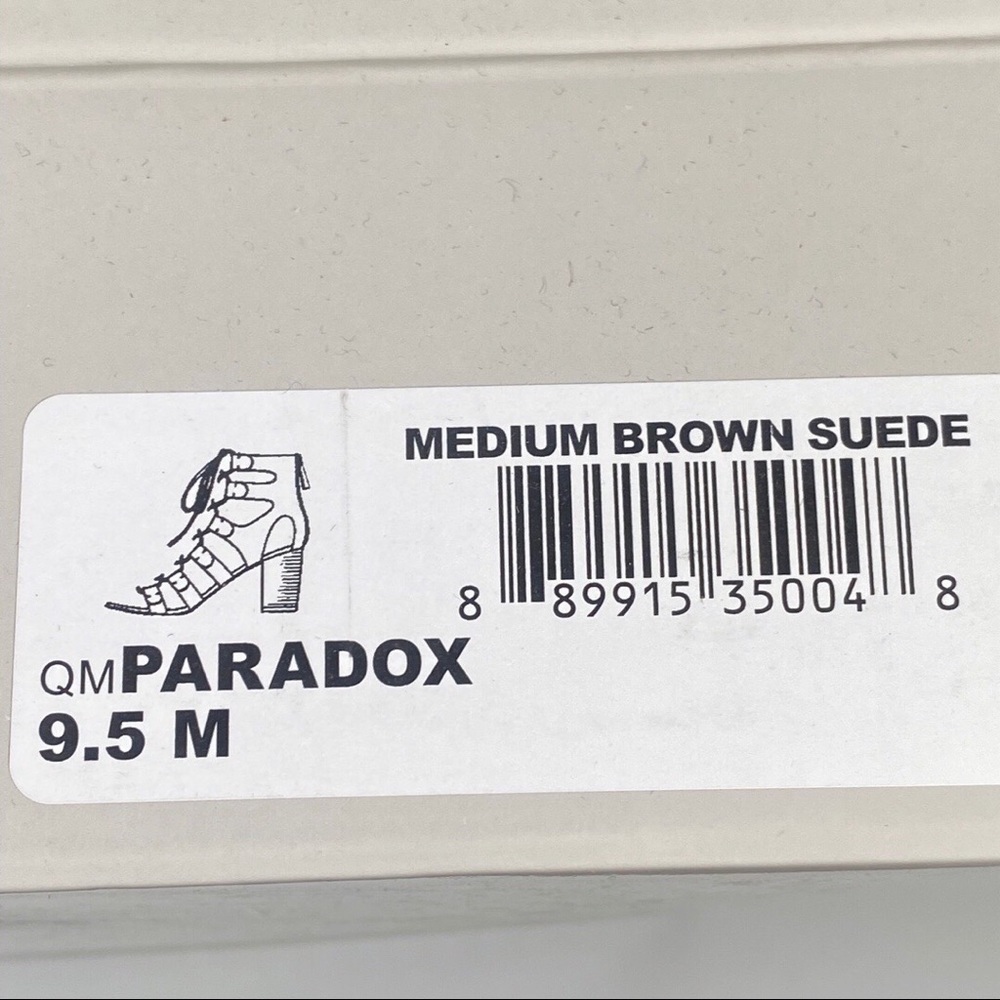 MEDIUM BROWN SUEDE
8 89915 35004 8
QMPARADOX
9.5 M